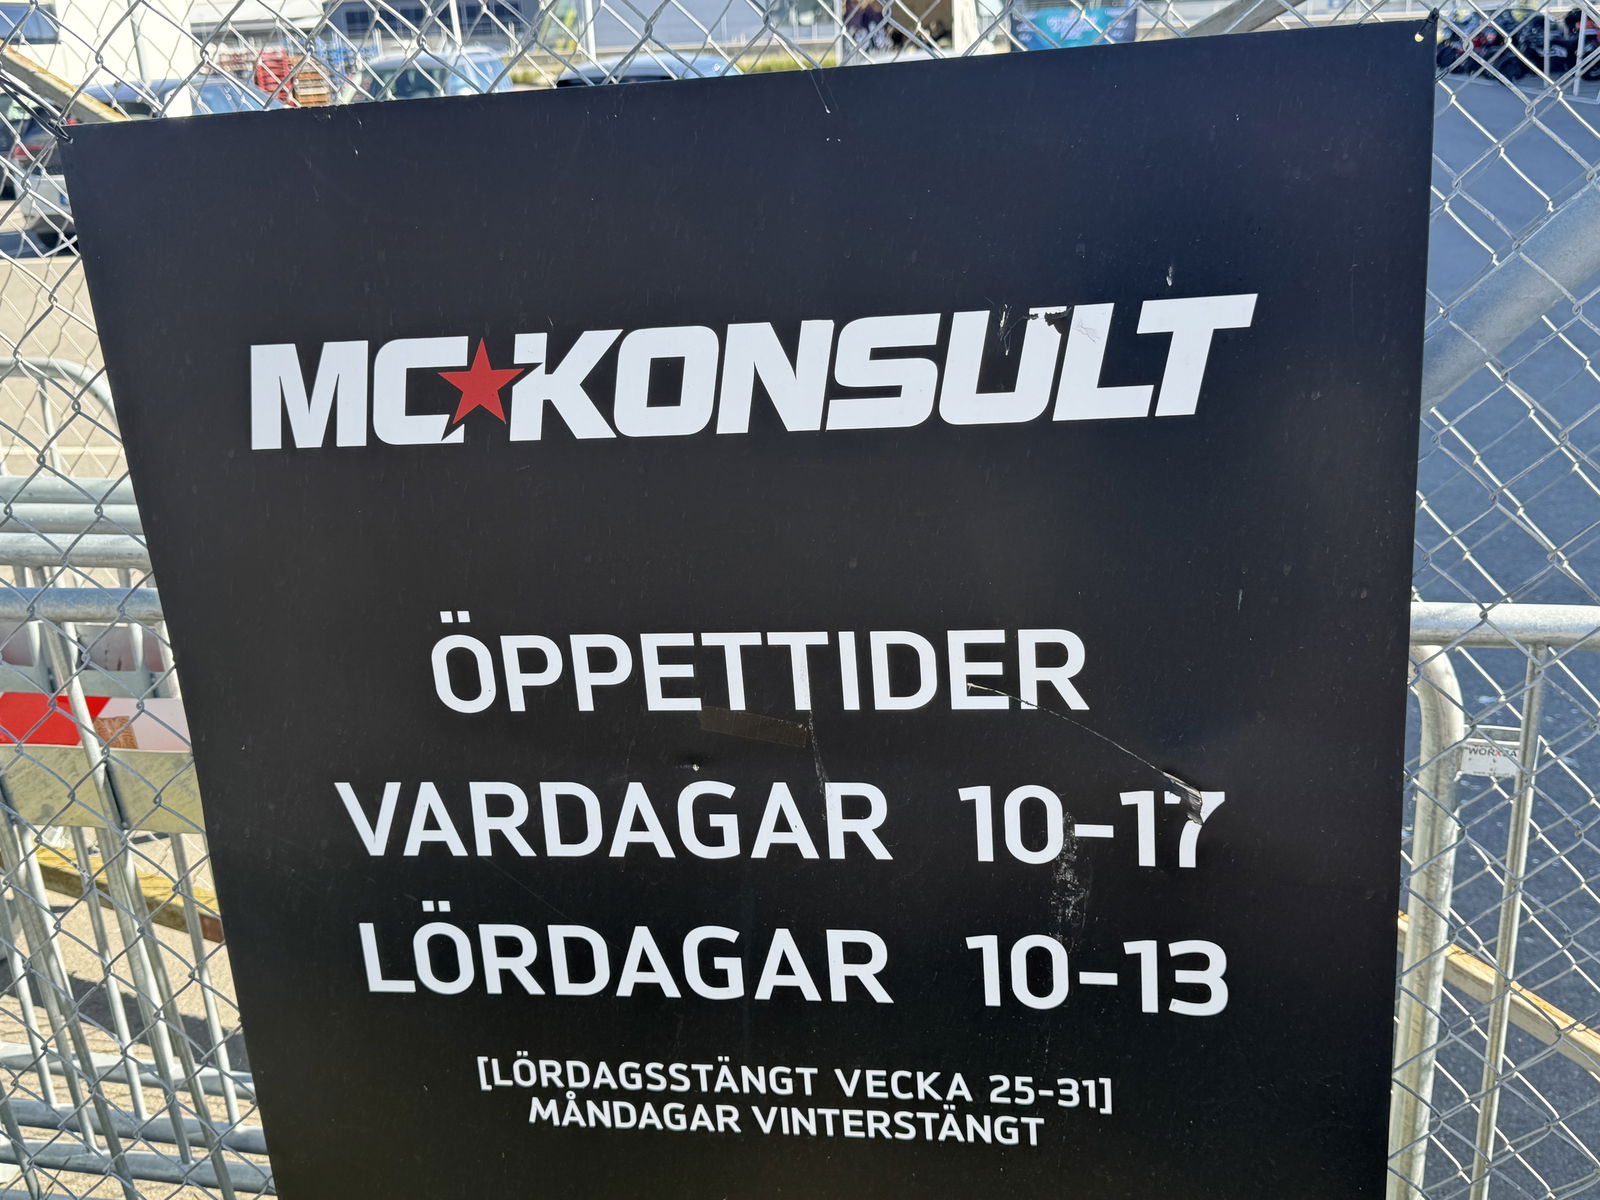 MC KONSULT
ÖPPETTIDER
VARDAGAR 10-17
LÖRDAGAR 10-13
[LÖRDAGSSTÄNGT VECKA 25-31]
MÅNDAGAR VINTERSTÄNGT